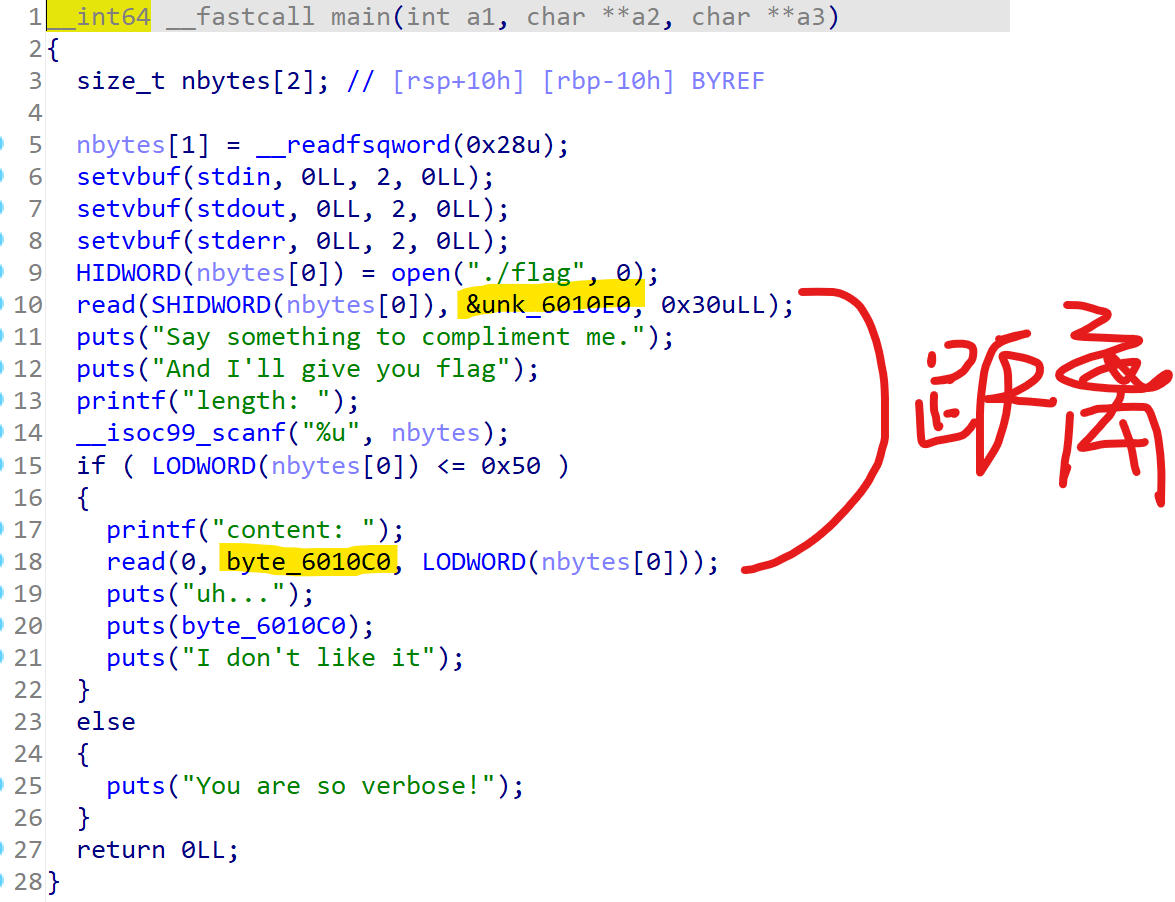 1 __int64 __fastcall main(int a1, char **a2, char **a3)
2 {
3 size_t nbytes[2]; // [rsp+10h] [rbp-10h] BYREF
4
5 nbytes[1] = __readfsqword(0x28u);
6 setvbuf(stdin, 0LL, 2, 0LL);
7 setvbuf(stdout, 0LL, 2, 0LL);
8 setvbuf(stderr, 0LL, 2, 0LL);
9 HIDWORD(nbytes[0]) = open("./flag", 0);
10 read(SHIDWORD(nbytes[0]), &unk_6010E0, 0x30uLL);
11 puts("Say something to compliment me.");
12 puts("And I'll give you flag");
13 printf("length: ");
14 __isoc99_scanf("%u", nbytes);
15 if ( LODWORD(nbytes[0]) <= 0x50 )
16 {
17 printf("content: ");
18 read(0, byte_6010C0, LODWORD(nbytes[0]));
19 puts("uh...");
20 puts(byte_6010C0);
21 puts("I don't like it");
22 }
23 else
24 {
25 puts("You are so verbose!");
26 }
27 return 0LL;
28 }
距离